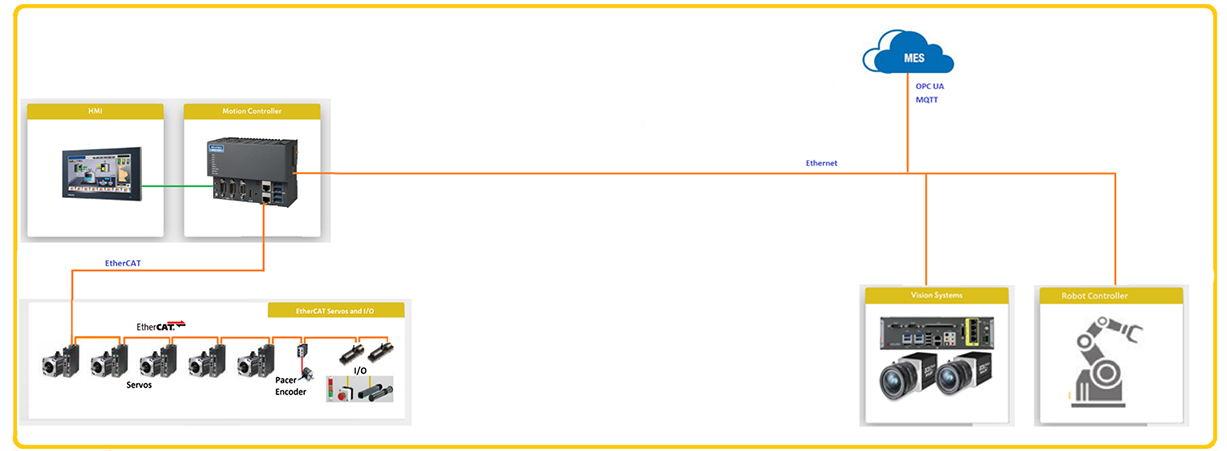 MES
OPC UA
MQTT
HMI
Motion Controller
Ethernet
EtherCAT
Vision Systems
Robot Controller
EtherCAT Servos and I/O
EtherCAT
Servos
Pacer
Encoder
I/O